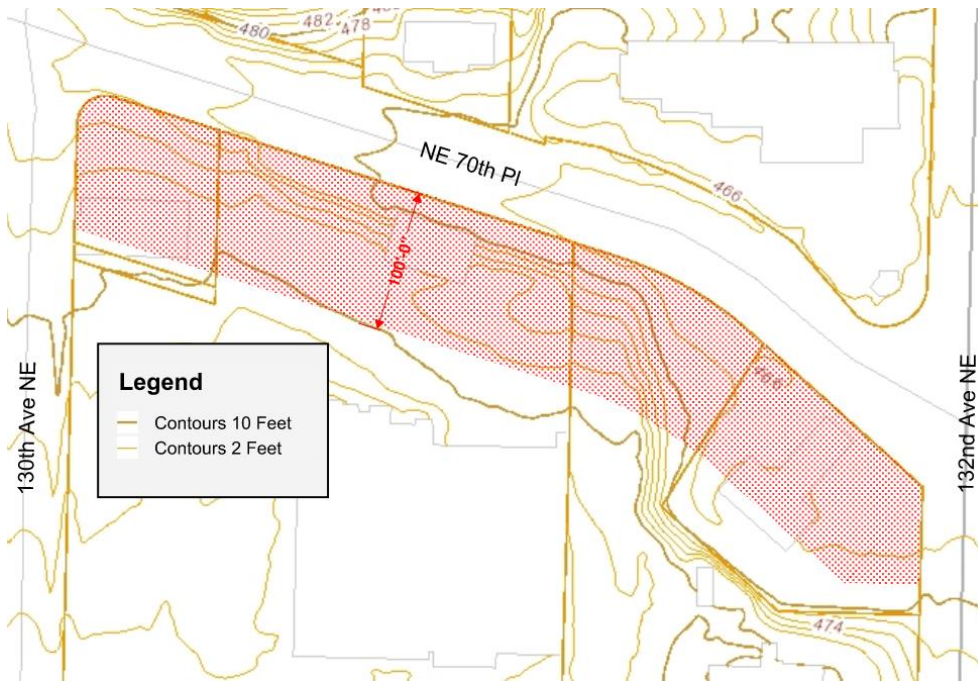 482
480
478
NE 70th Pl
466
100'-0"
466
130th Ave NE
132nd Ave NE
Legend
Contours 10 Feet
Contours 2 Feet
474